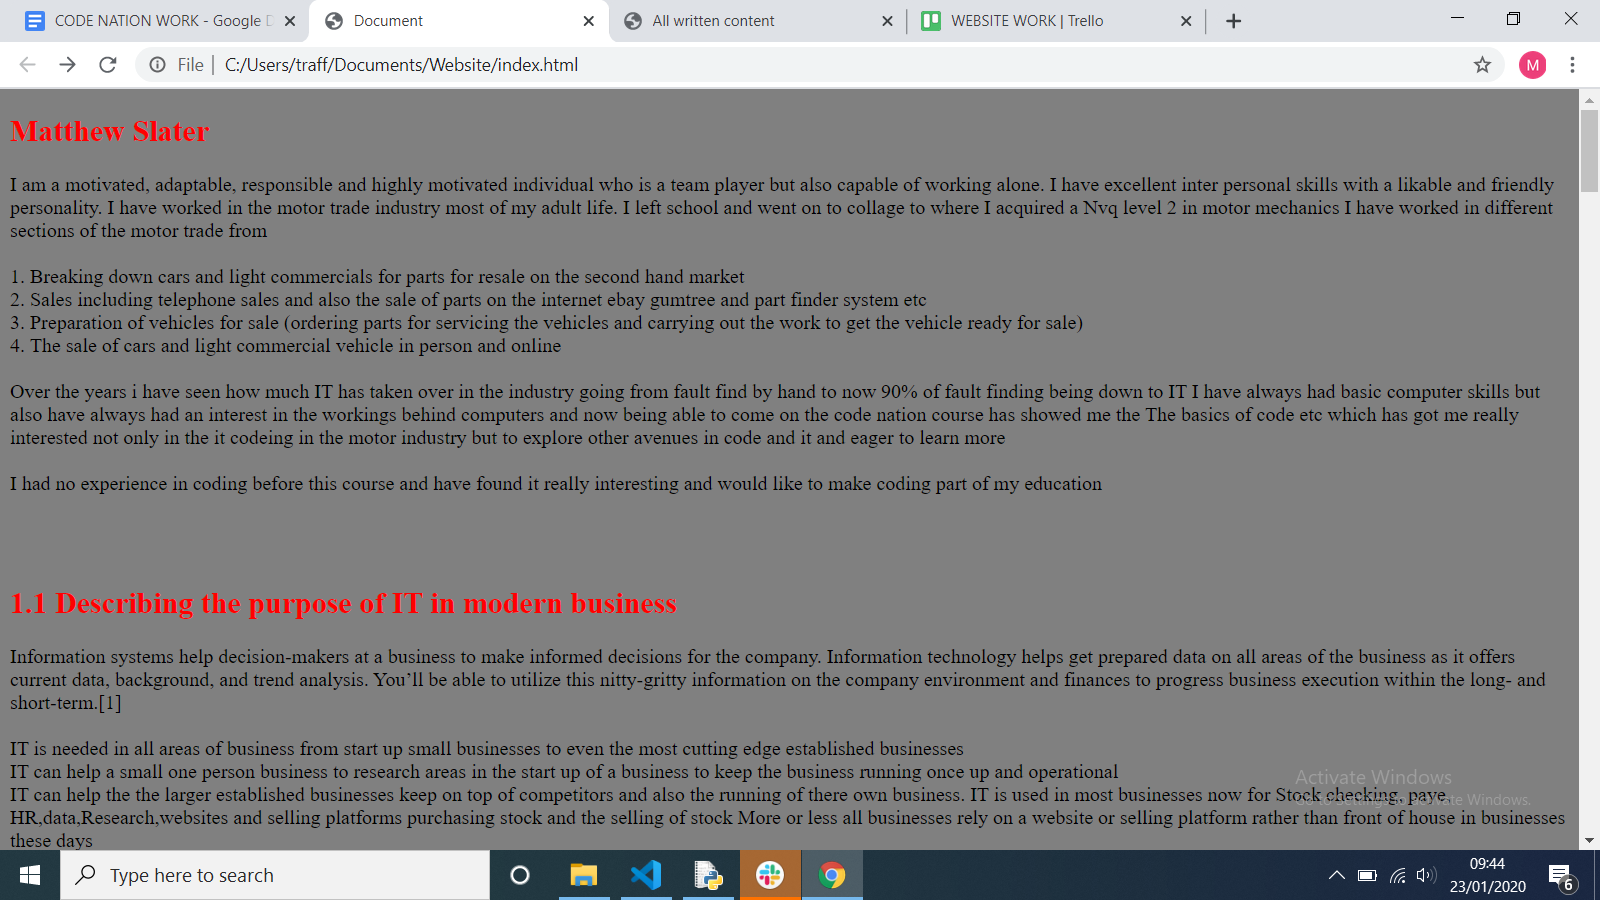 CODE NATION WORK - Google D
Document
All written content
WEBSITE WORK | Trello
File | C:/Users/traff/Documents/Website/index.html
M
Matthew Slater
I am a motivated, adaptable, responsible and highly motivated individual who is a team player but also capable of working alone. I have excellent inter personal skills with a likable and friendly
personality. I have worked in the motor trade industry most of my adult life. I left school and went on to collage to where I acquired a Nvq level 2 in motor mechanics I have worked in different
sections of the motor trade from
1. Breaking down cars and light commercials for parts for resale on the second hand market
2. Sales including telephone sales and also the sale of parts on the internet ebay gumtree and part finder system etc
3. Preparation of vehicles for sale (ordering parts for servicing the vehicles and carrying out the work to get the vehicle ready for sale)
4. The sale of cars and light commercial vehicle in person and online
Over the years i have seen how much IT has taken over in the industry going from fault find by hand to now 90% of fault finding being down to IT I have always had basic computer skills but
also have always had an interest in the workings behind computers and now being able to come on the code nation course has showed me the The basics of code etc which has got me really
interested not only in the it codeing in the motor industry but to explore other avenues in code and it and eager to learn more
I had no experience in coding before this course and have found it really interesting and would like to make coding part of my education
1.1 Describing the purpose of IT in modern business
Information systems help decision-makers at a business to make informed decisions for the company. Information technology helps get prepared data on all areas of the business as it offers
current data, background, and trend analysis. You’ll be able to utilize this nitty-gritty information on the company environment and finances to progress business execution within the long- and
short-term.[1]
IT is needed in all areas of business from start up small businesses to even the most cutting edge established businesses
IT can help a small one person business to research areas in the start up of a business to keep the business running once up and operational
IT can help the the larger established businesses keep on top of competitors and also the running of there own business. IT is used in most businesses now for Stock checking, paye
HR,data,Research,websites and selling platforms purchasing stock and the selling of stock More or less all businesses rely on a website or selling platform rather than front of house in businesses
these days
Activate Windows
Go to Settings to activate Windows.
Type here to search
09:44
23/01/2020
6